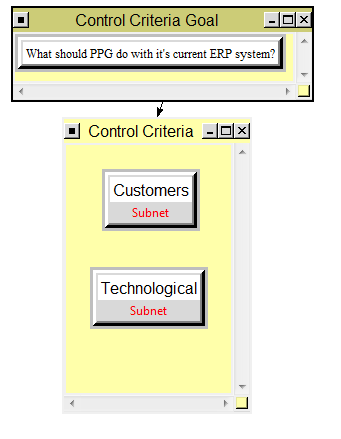 Control Criteria Goal
What should PPG do with it's current ERP system?
Control Criteria
Customers
Subnet
Technological
Subnet